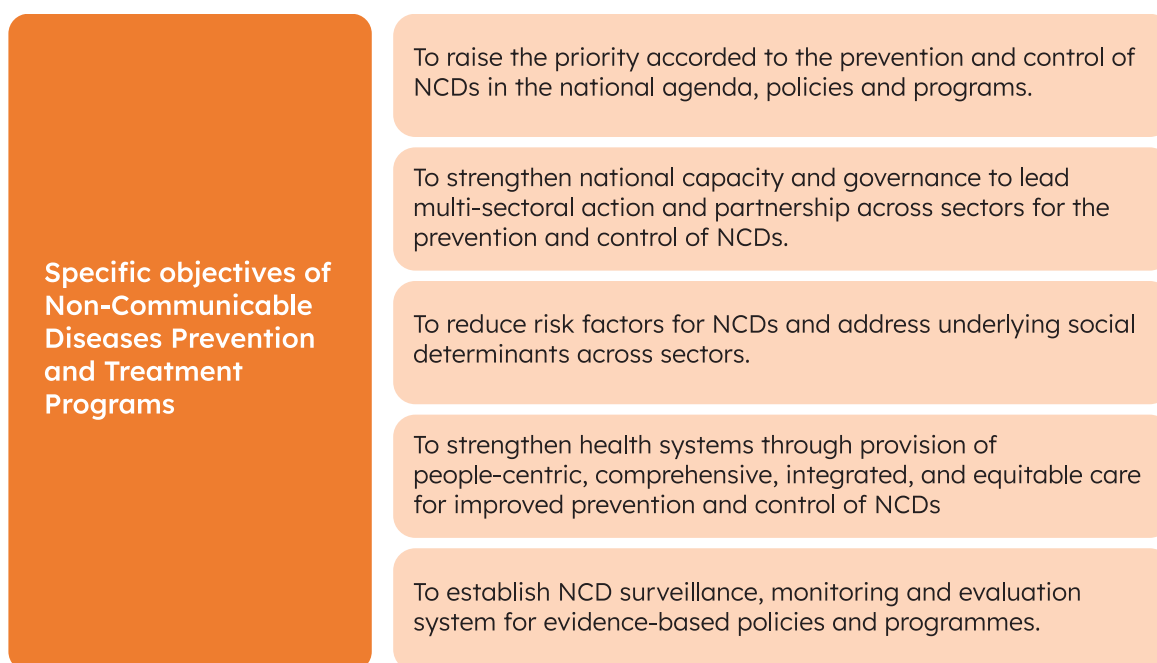 Specific objectives of
Non-Communicable
Diseases Prevention
and Treatment
Programs
To raise the priority accorded to the prevention and control of
NCDs in the national agenda, policies and programs.
To strengthen national capacity and governance to lead
multi-sectoral action and partnership across sectors for the
prevention and control of NCDs.
To reduce risk factors for NCDs and address underlying social
determinants across sectors.
To strengthen health systems through provision of
people-centric, comprehensive, integrated, and equitable care
for improved prevention and control of NCDs
To establish NCD surveillance, monitoring and evaluation
system for evidence-based policies and programmes.